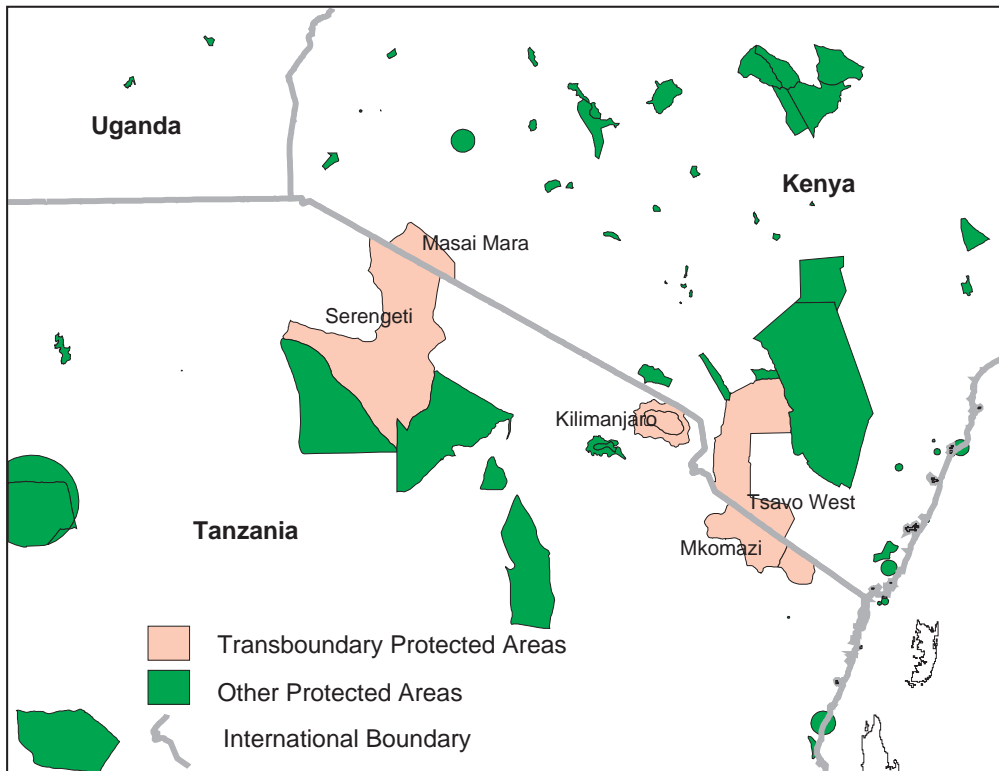 Uganda
Kenya
Masai Mara
Serengeti
Kilimanjaro
Tsavo West
Tanzania
Mkomazi
Transboundary Protected Areas
Other Protected Areas
International Boundary